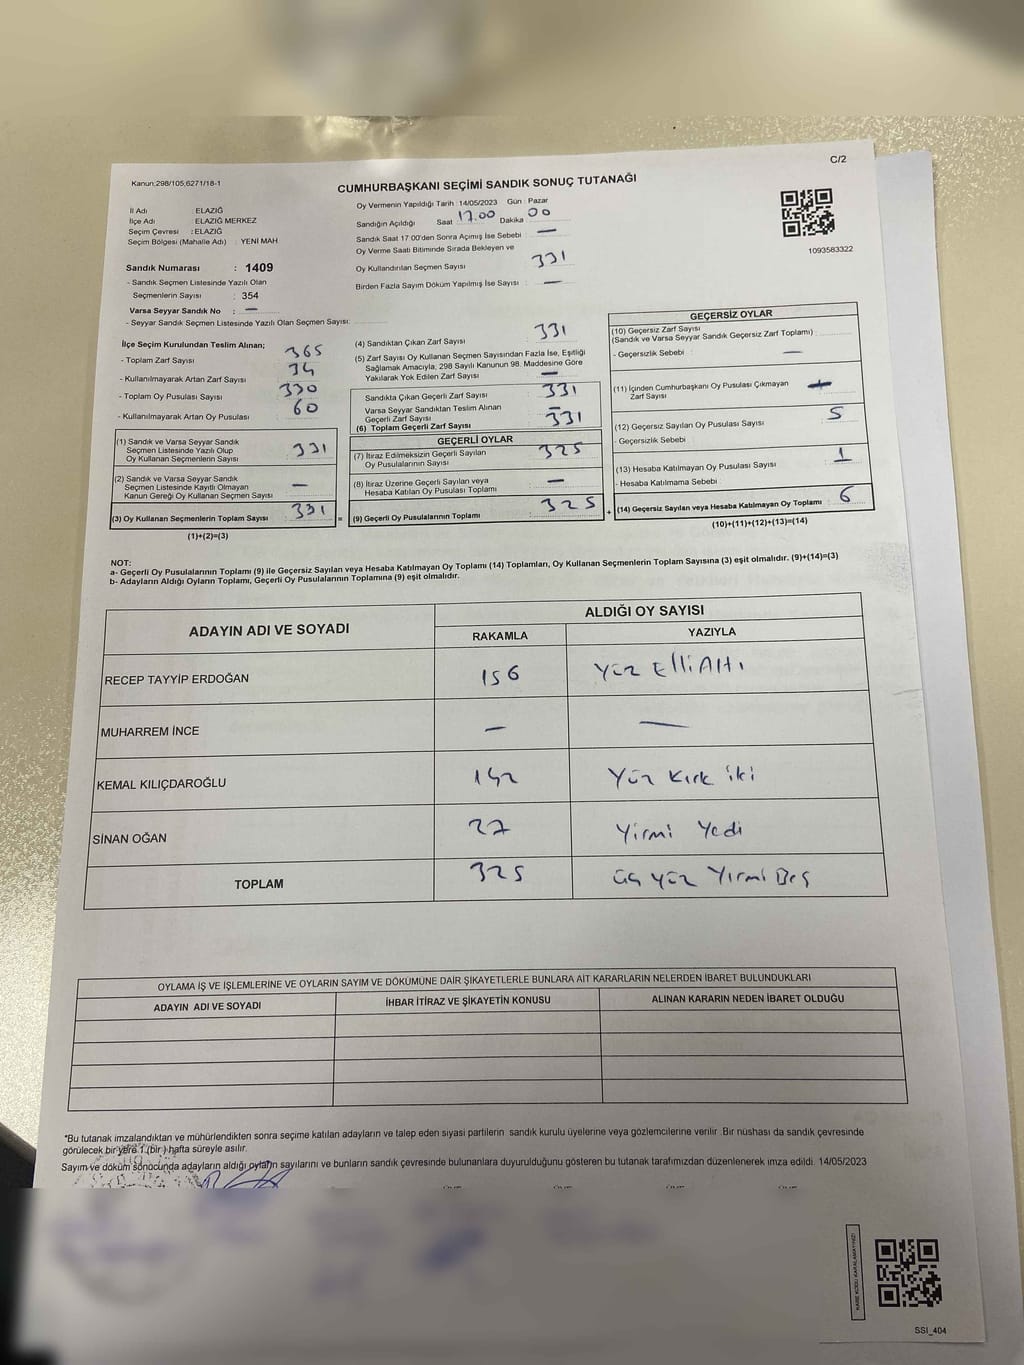 C/2
Kanun:298/105,6271/18-1
CUMHURBAŞKANI SEÇİMİ SANDIK SONUÇ TUTANAĞI
İl Adı : ELAZIĞ
İlçe Adı : ELAZIĞ MERKEZ
Seçim Çevresi : ELAZIĞ
Seçim Bölgesi (Mahalle Adı) : YENİ MAH.
Sandık Numarası : 1409
- Sandık Seçmen Listesinde Yazılı Olan
Seçmenlerin Sayısı : 354
Varsa Seyyar Sandık No : —
- Seyyar Sandık Seçmen Listesinde Yazılı Olan Seçmen Sayısı:
Oy Vermenin Yapıldığı Tarih : 14/05/2023 Gün : Pazar
Sandığın Açıldığı Saat 17.00 Dakika 00
Sandık Saat 17:00'den Sonra Açımış İse Sebebi : —
Oy Verme Saati Bitiminde Sırada Bekleyen ve
Oy Kullandırılan Seçmen Sayısı : 331
Birden Fazla Sayım Döküm Yapılmış İse Sayısı : —
1093583322
İlçe Seçim Kurulundan Teslim Alınan;
- Toplam Zarf Sayısı : 365
- Kullanılmayarak Artan Zarf Sayısı : 34
- Toplam Oy Pusulası Sayısı : 330
- Kullanılmayarak Artan Oy Pusulası : 60
(1) Sandık ve Varsa Seyyar Sandık
Seçmen Listesinde Yazılı Olup
Oy Kullanan Seçmenlerin Sayısı : 331
(2) Sandık ve Varsa Seyyar Sandık
Seçmen Listesinde Kayıtlı Olmayan
Kanun Gereği Oy Kullanan Seçmen Sayısı : —
(3) Oy Kullanan Seçmenlerin Toplam Sayısı : 331
(1)+(2)=(3)
(4) Sandıktan Çıkan Zarf Sayısı : 331
(5) Zarf Sayısı Oy Kullanan Seçmen Sayısından Fazla İse, Eşitliği
Sağlamak Amacıyla, 298 Sayılı Kanunun 98. Maddesine Göre
Yakılarak Yok Edilen Zarf Sayısı : —
Sandıkta Çıkan Geçerli Zarf Sayısı : 331
Varsa Seyyar Sandıktan Teslim Alınan
Geçerli Zarf Sayısı : —
(6) Toplam Geçerli Zarf Sayısı : 331
GEÇERLİ OYLAR
(7) İtiraz Edilmeksizin Geçerli Sayılan
Oy Pusulalarının Sayısı : 325
(8) İtiraz Üzerine Geçerli Sayılan veya
Hesaba Katılan Oy Pusulası Toplamı : —
= (9) Geçerli Oy Pusulalarının Toplamı : 325
GEÇERSİZ OYLAR
(10) Geçersiz Zarf Sayısı
(Sandık ve Varsa Seyyar Sandık Geçersiz Zarf Toplamı) :
- Geçersizlik Sebebi : —
(11) İçinden Cumhurbaşkanı Oy Pusulası Çıkmayan
Zarf Sayısı :
(12) Geçersiz Sayılan Oy Pusulası Sayısı : 5
- Geçersizlik Sebebi :
(13) Hesaba Katılmayan Oy Pusulası Sayısı : 1
- Hesaba Katılmama Sebebi :
+ (14) Geçersiz Sayılan veya Hesaba Katılmayan Oy Toplamı : 6
(10)+(11)+(12)+(13)=(14)
NOT:
a- Geçerli Oy Pusulalarının Toplamı (9) ile Geçersiz Sayılan veya Hesaba Katılmayan Oy Toplamı (14) Toplamları, Oy Kullanan Seçmenlerin Toplam Sayısına (3) eşit olmalıdır. (9)+(14)=(3)
b- Adayların Aldığı Oyların Toplamı, Geçerli Oy Pusulalarının Toplamına (9) eşit olmalıdır.
ADAYIN ADI VE SOYADI
ALDIĞI OY SAYISI
RAKAMLA YAZIYLA
RECEP TAYYİP ERDOĞAN 156 Yüz Elli Altı
MUHARREM İNCE — —
KEMAL KILIÇDAROĞLU 142 Yüz Kırk iki
SİNAN OĞAN 27 Yirmi Yedi
TOPLAM 325 üç yüz Yirmi Beş
OYLAMA İŞ VE İŞLEMLERİNE VE OYLARIN SAYIM VE DÖKÜMÜNE DAİR ŞİKAYETLERLE BUNLARA AİT KARARLARIN NELERDEN İBARET BULUNDUKLARI
ADAYIN ADI VE SOYADI İHBAR İTİRAZ VE ŞİKAYETİN KONUSU ALINAN KARARIN NEDEN İBARET OLDUĞU
*Bu tutanak imzalandıktan ve mühürlendikten sonra seçime katılan adayların ve talep eden siyasi partilerin sandık kurulu üyelerine veya gözlemcilerine verilir. Bir nüshası da sandık çevresinde
görülecek bir yere 1 (bir ) hafta süreyle asılır.
Sayım ve döküm sonocunda adayların aldığı oyların sayılarını ve bunların sandık çevresinde bulunanlara duyurulduğunu gösteren bu tutanak tarafımızdan düzenlenerek imza edildi. 14/05/2023
KARE KODU KARALAMAYINIZ!
SSI_404